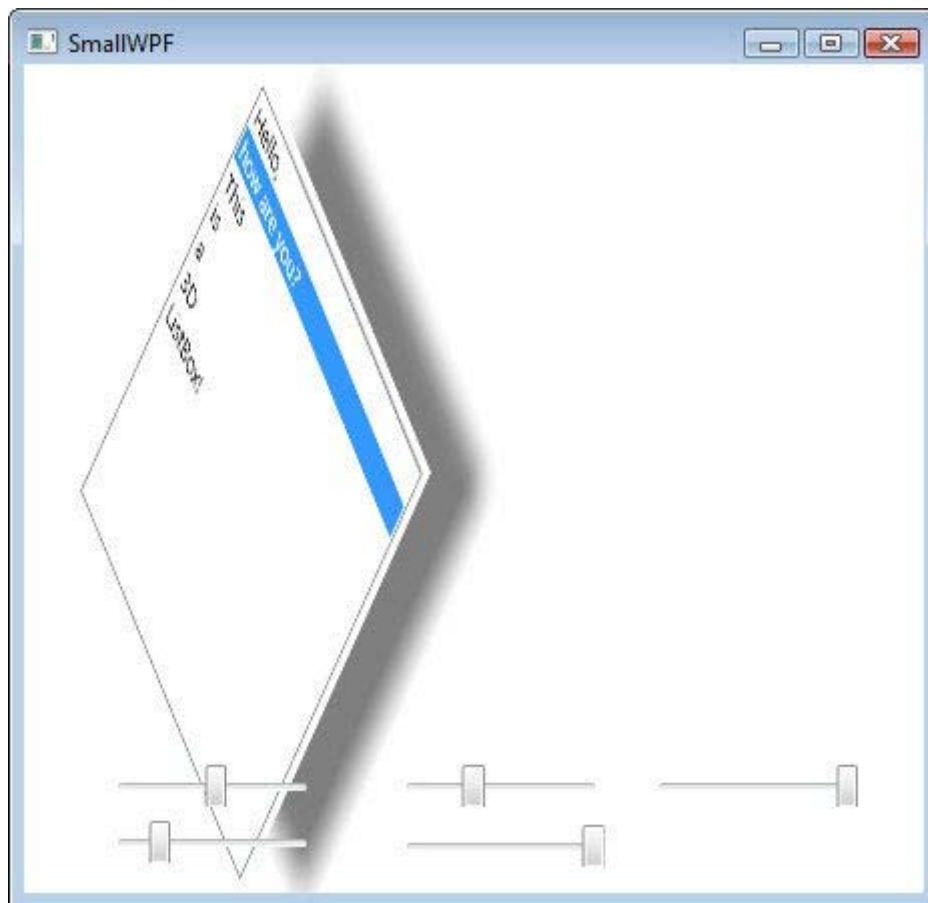 SmallWPF
Hello,
how are you?
This
is
a
3D
ListBox!